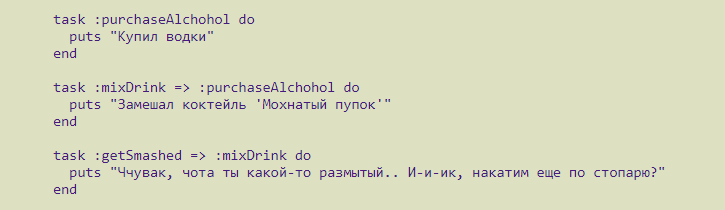 task :purchaseAlchohol do
  puts "Купил водки"
end

task :mixDrink => :purchaseAlchohol do
  puts "Замешал коктейль 'Мохнатый пупок'"
end

task :getSmashed => :mixDrink do
  puts "Ччувак, чота ты какой-то размытый.. И-и-ик, накатим еще по стопарю?"
end